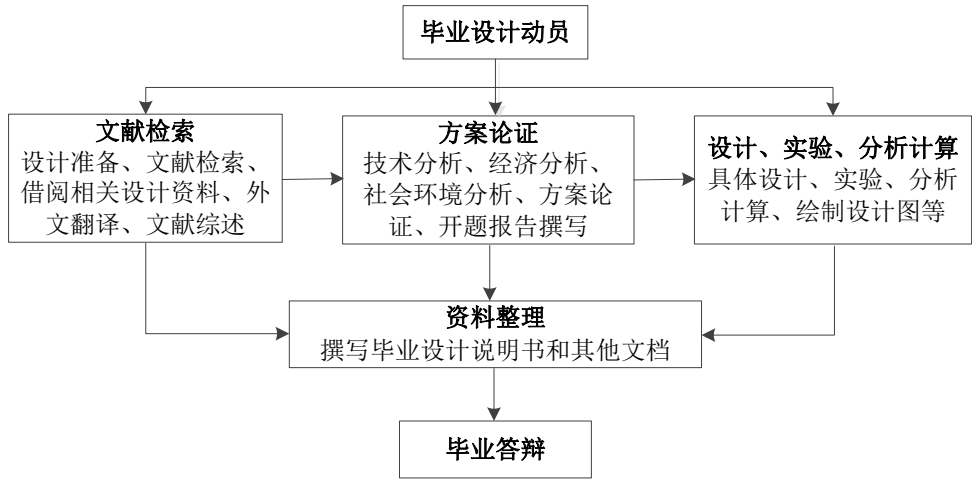 毕业设计动员
文献检索
设计准备、文献检索、
借阅相关设计资料、外
文翻译、文献综述
方案论证
技术分析、经济分析、
社会环境分析、方案论
证、开题报告撰写
设计、实验、分析计算
具体设计、实验、分析
计算、绘制设计图等
资料整理
撰写毕业设计说明书和其他文档
毕业答辩